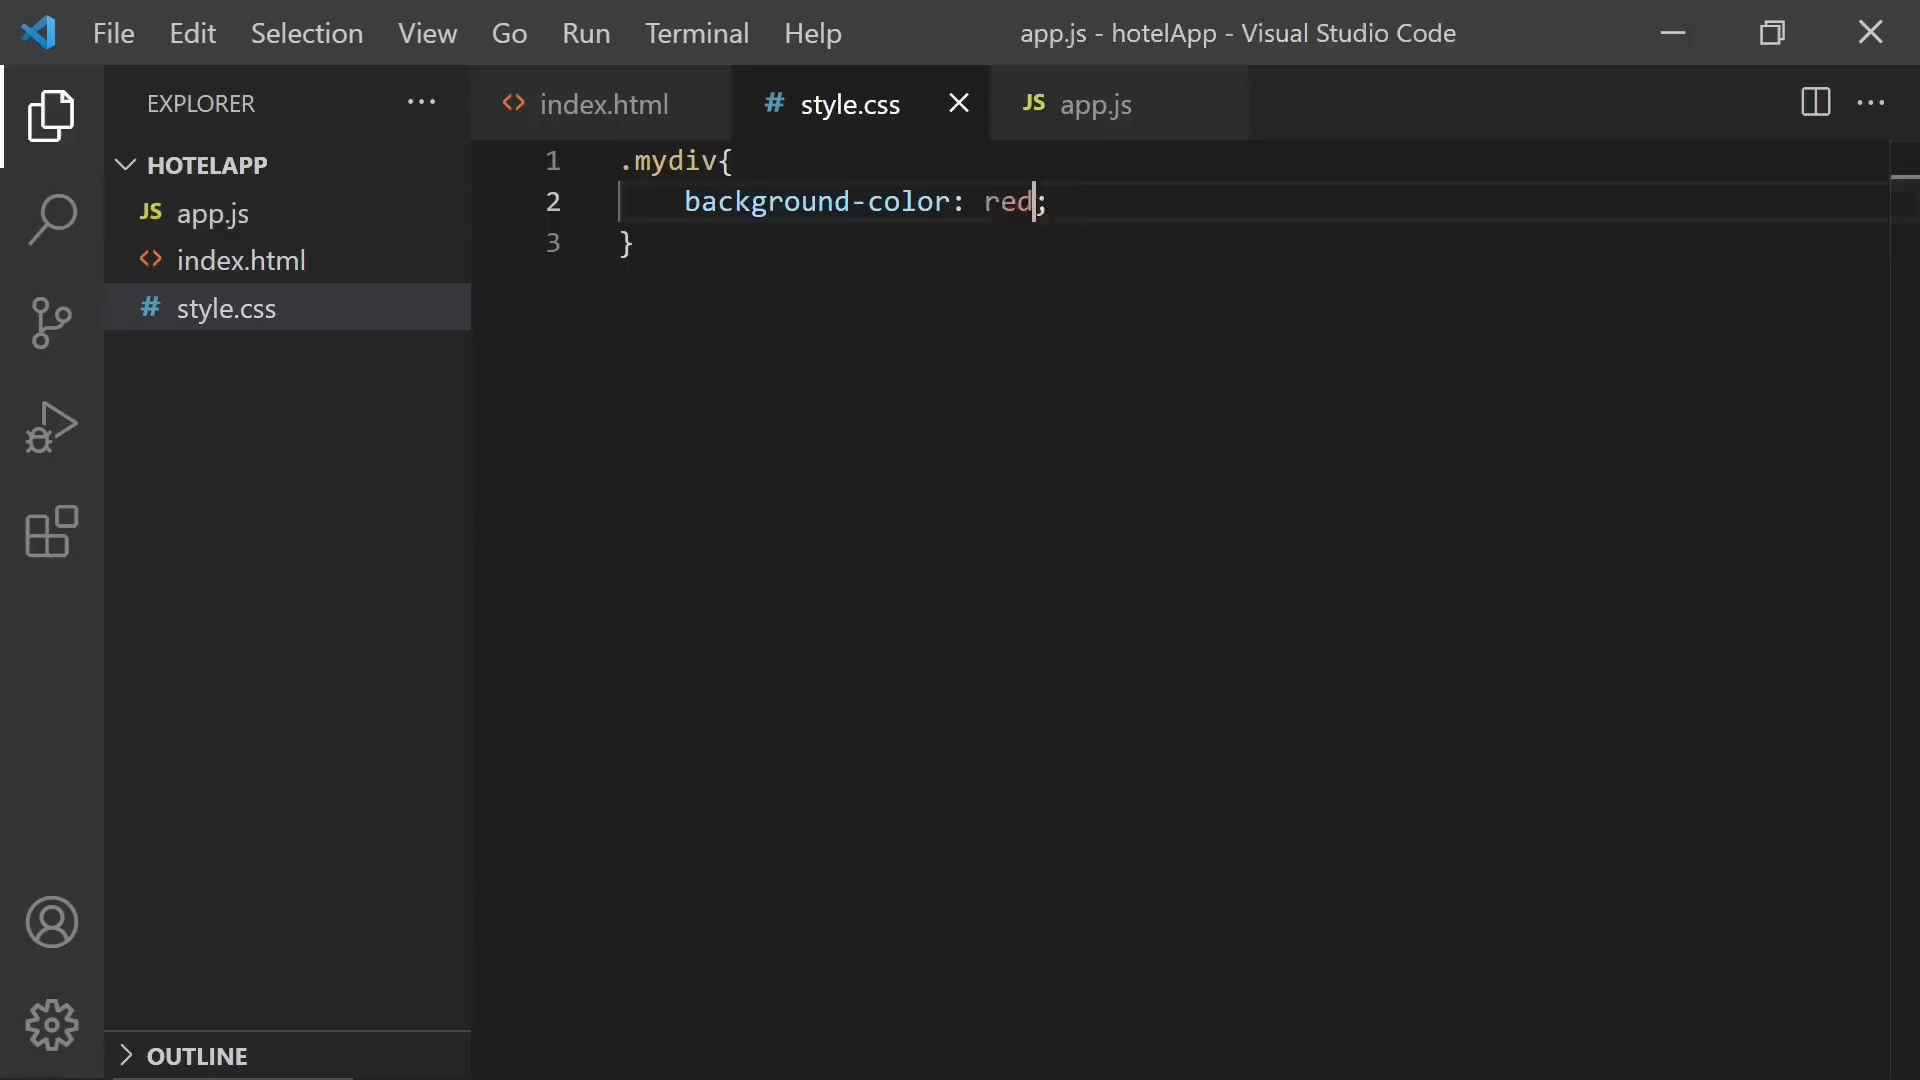 File Edit Selection View Go Run Terminal Help app.js - hotelApp - Visual Studio Code
EXPLORER
index.html
# style.css
JS app.js
HOTELAPP
JS app.js
index.html
# style.css
1 .mydiv{
2 background-color: red;
3 }
OUTLINE